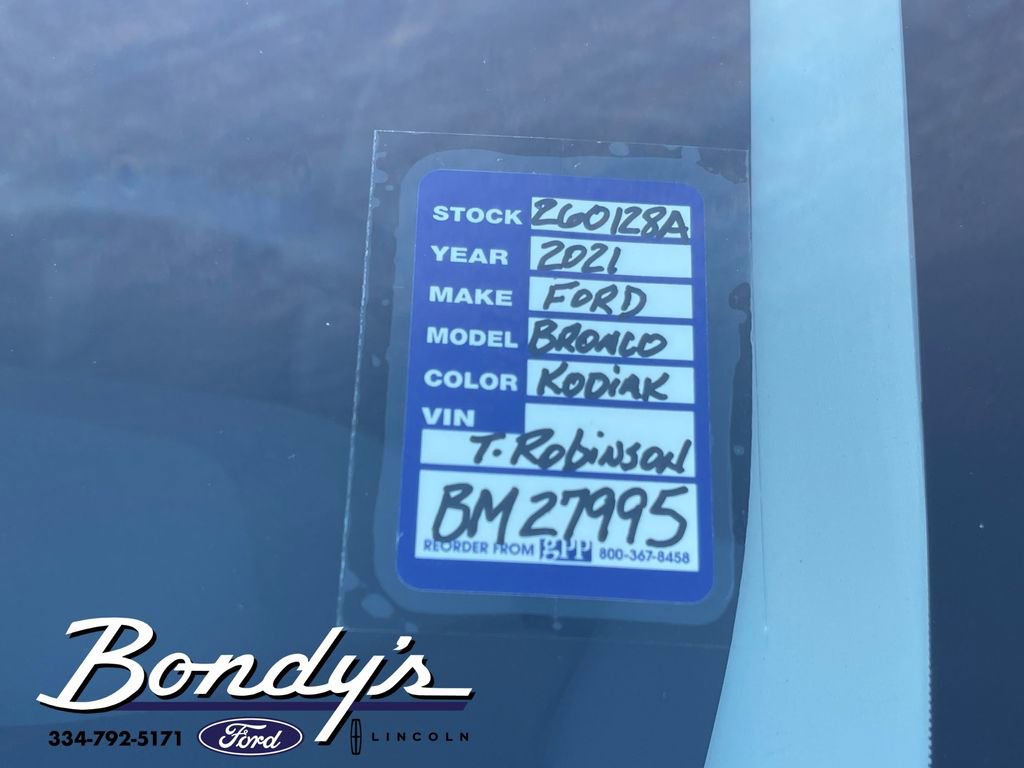 STOCK 260128A
YEAR 2021
MAKE FORD
MODEL BRONCO
COLOR KODIAK
VIN
T. ROBINSON
BM27995
REORDER FROM gPP 800-367-8458
Bondy's
334-792-5171 Ford LINCOLN